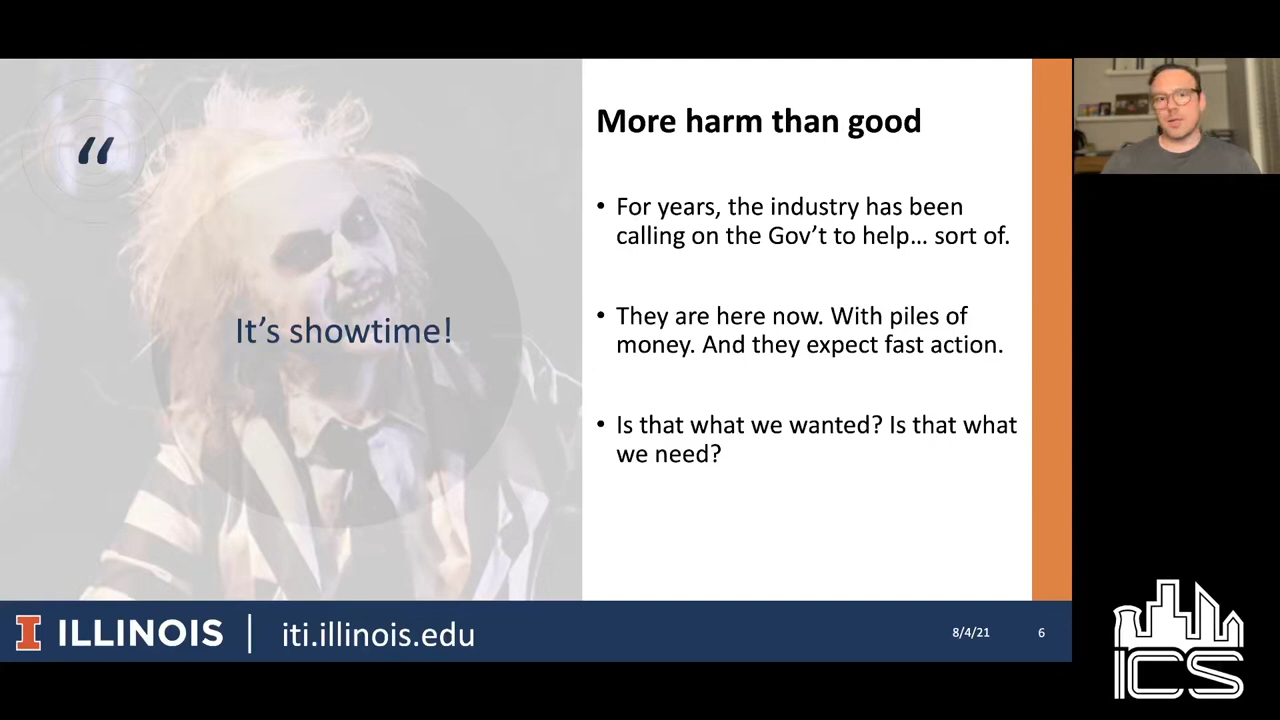 “
It’s showtime!
More harm than good
• For years, the industry has been
calling on the Gov’t to help... sort of.
• They are here now. With piles of
money. And they expect fast action.
• Is that what we wanted? Is that what
we need?
I ILLINOIS | iti.illinois.edu
8/4/21 6
ICS